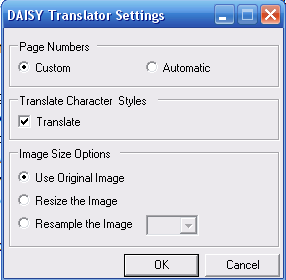 DAISY Translator Settings
Page Numbers
Custom Automatic
Translate Character Styles
Translate
Image Size Options
Use Original Image
Resize the Image
Resample the Image
OK Cancel